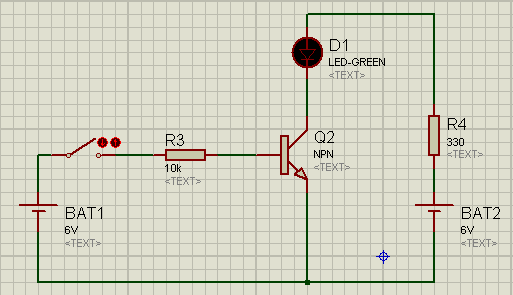 D1
LED-GREEN
<TEXT>
R3
10k
<TEXT>
Q2
NPN
<TEXT>
R4
330
<TEXT>
BAT1
6V
<TEXT>
BAT2
6V
<TEXT>